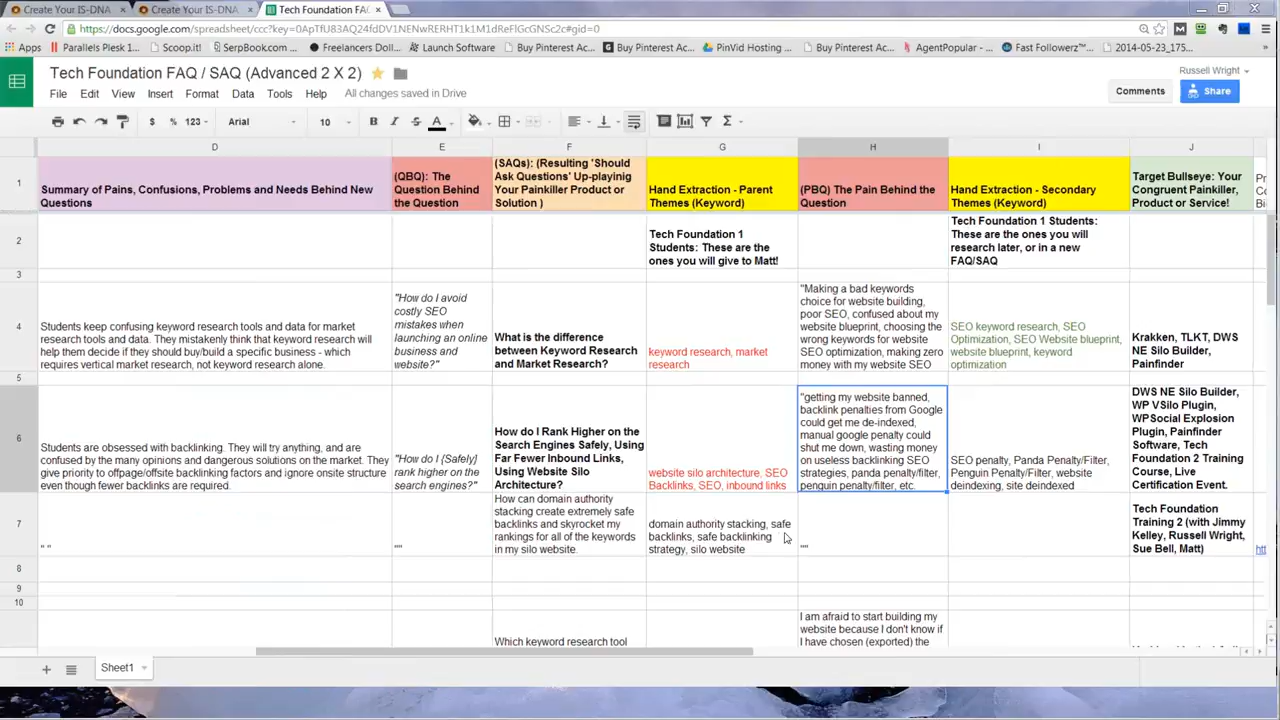 Create Your IS-DNA
Create Your IS-DNA
Tech Foundation FAQ
https://docs.google.com/spreadsheet/ccc?key=0ApTfU83AQ24fdDV1NENwRERHT1k1M1dReFlGcGNSc2c#gid=0
Apps
Parallels Plesk 1...
Scoop.it!
SerpBook.com
Freelancers Doll...
Launch Software
Buy Pinterest Ac...
Buy Pinterest Ac...
PinVid Hosting ...
Buy Pinterest Ac...
AgentPopular - ...
Fast Followerz™...
2014-05-23_175...
Tech Foundation FAQ / SAQ (Advanced 2 X 2)
Russell Wright
File Edit View Insert Format Data Tools Help All changes saved in Drive
Comments
Share
$ % 123 Arial 10
D E F G H I J
1
Summary of Pains, Confusions, Problems and Needs Behind New
Questions
(QBQ): The
Question Behind
the Question
(SAQs): (Resulting 'Should
Ask Questions' Up-playing
Your Painkiller Product or
Solution )
Hand Extraction - Parent
Themes (Keyword)
(PBQ) The Pain Behind the
Question
Hand Extraction - Secondary
Themes (Keyword)
Target Bullseye: Your
Congruent Painkiller,
Product or Service!
2
Tech Foundation 1
Students: These are the
ones you will give to Matt!
Tech Foundation 1 Students:
These are the ones you will
research later, or in a new
FAQ/SAQ
3
4
Students keep confusing keyword research tools and data for market
research tools and data. They mistakenly think that keyword research will
help them decide if they should buy/build a specific business - which
requires vertical market research, not keyword research alone.
"How do I avoid
costly SEO
mistakes when
launching an online
business and
website?"
What is the difference
between Keyword Research
and Market Research?
keyword research, market
research
"Making a bad keywords
choice for website building,
poor SEO, confused about my
website blueprint, choosing the
wrong keywords for website
SEO optimization, making zero
money with my website SEO
SEO keyword research, SEO
Optimization, SEO Website blueprint,
website blueprint, keyword
optimization
Krakken, TLKT, DWS
NE Silo Builder,
Painfinder
5
6
Students are obsessed with backlinking. They will try anything, and are
confused by the many opinions and dangerous solutions on the market. They
give priority to offpage/offsite backlinking factors and ignore onsite structure
even though fewer backlinks are required.
"How do I {Safely]
rank higher on the
search engines?"
How do I Rank Higher on the
Search Engines Safely, Using
Far Fewer Inbound Links,
Using Website Silo
Architecture?
website silo architecture, SEO
Backlinks, SEO, inbound links
"getting my website banned,
backlink penalties from Google
could get me de-indexed,
manual google penalty could
shut me down, wasting money
on useless backlinking SEO
strategies, panda penalty/filter,
penguin penalty/filter, etc.
SEO penalty, Panda Penalty/Filter,
Penguin Penalty/Filter, website
deindexing, site deindexed
DWS NE Silo Builder,
WP VSilo Plugin,
WPSocial Explosion
Plugin, Painfinder
Software, Tech
Foundation 2 Training
Course, Live
Certification Event.
7
" "
""
How can domain authority
stacking create extremely safe
backlinks and skyrocket my
rankings for all of the keywords
in my silo website.
domain authority stacking, safe
backlinks, safe backlinking
strategy, silo website
""
Tech Foundation
Training 2 (with Jimmy
Kelley, Russell Wright,
Sue Bell, Matt)
htt
8
9
10
Which keyword research tool
I am afraid to start building my
website because I don't know if
I have chosen (exported) the
Sheet1